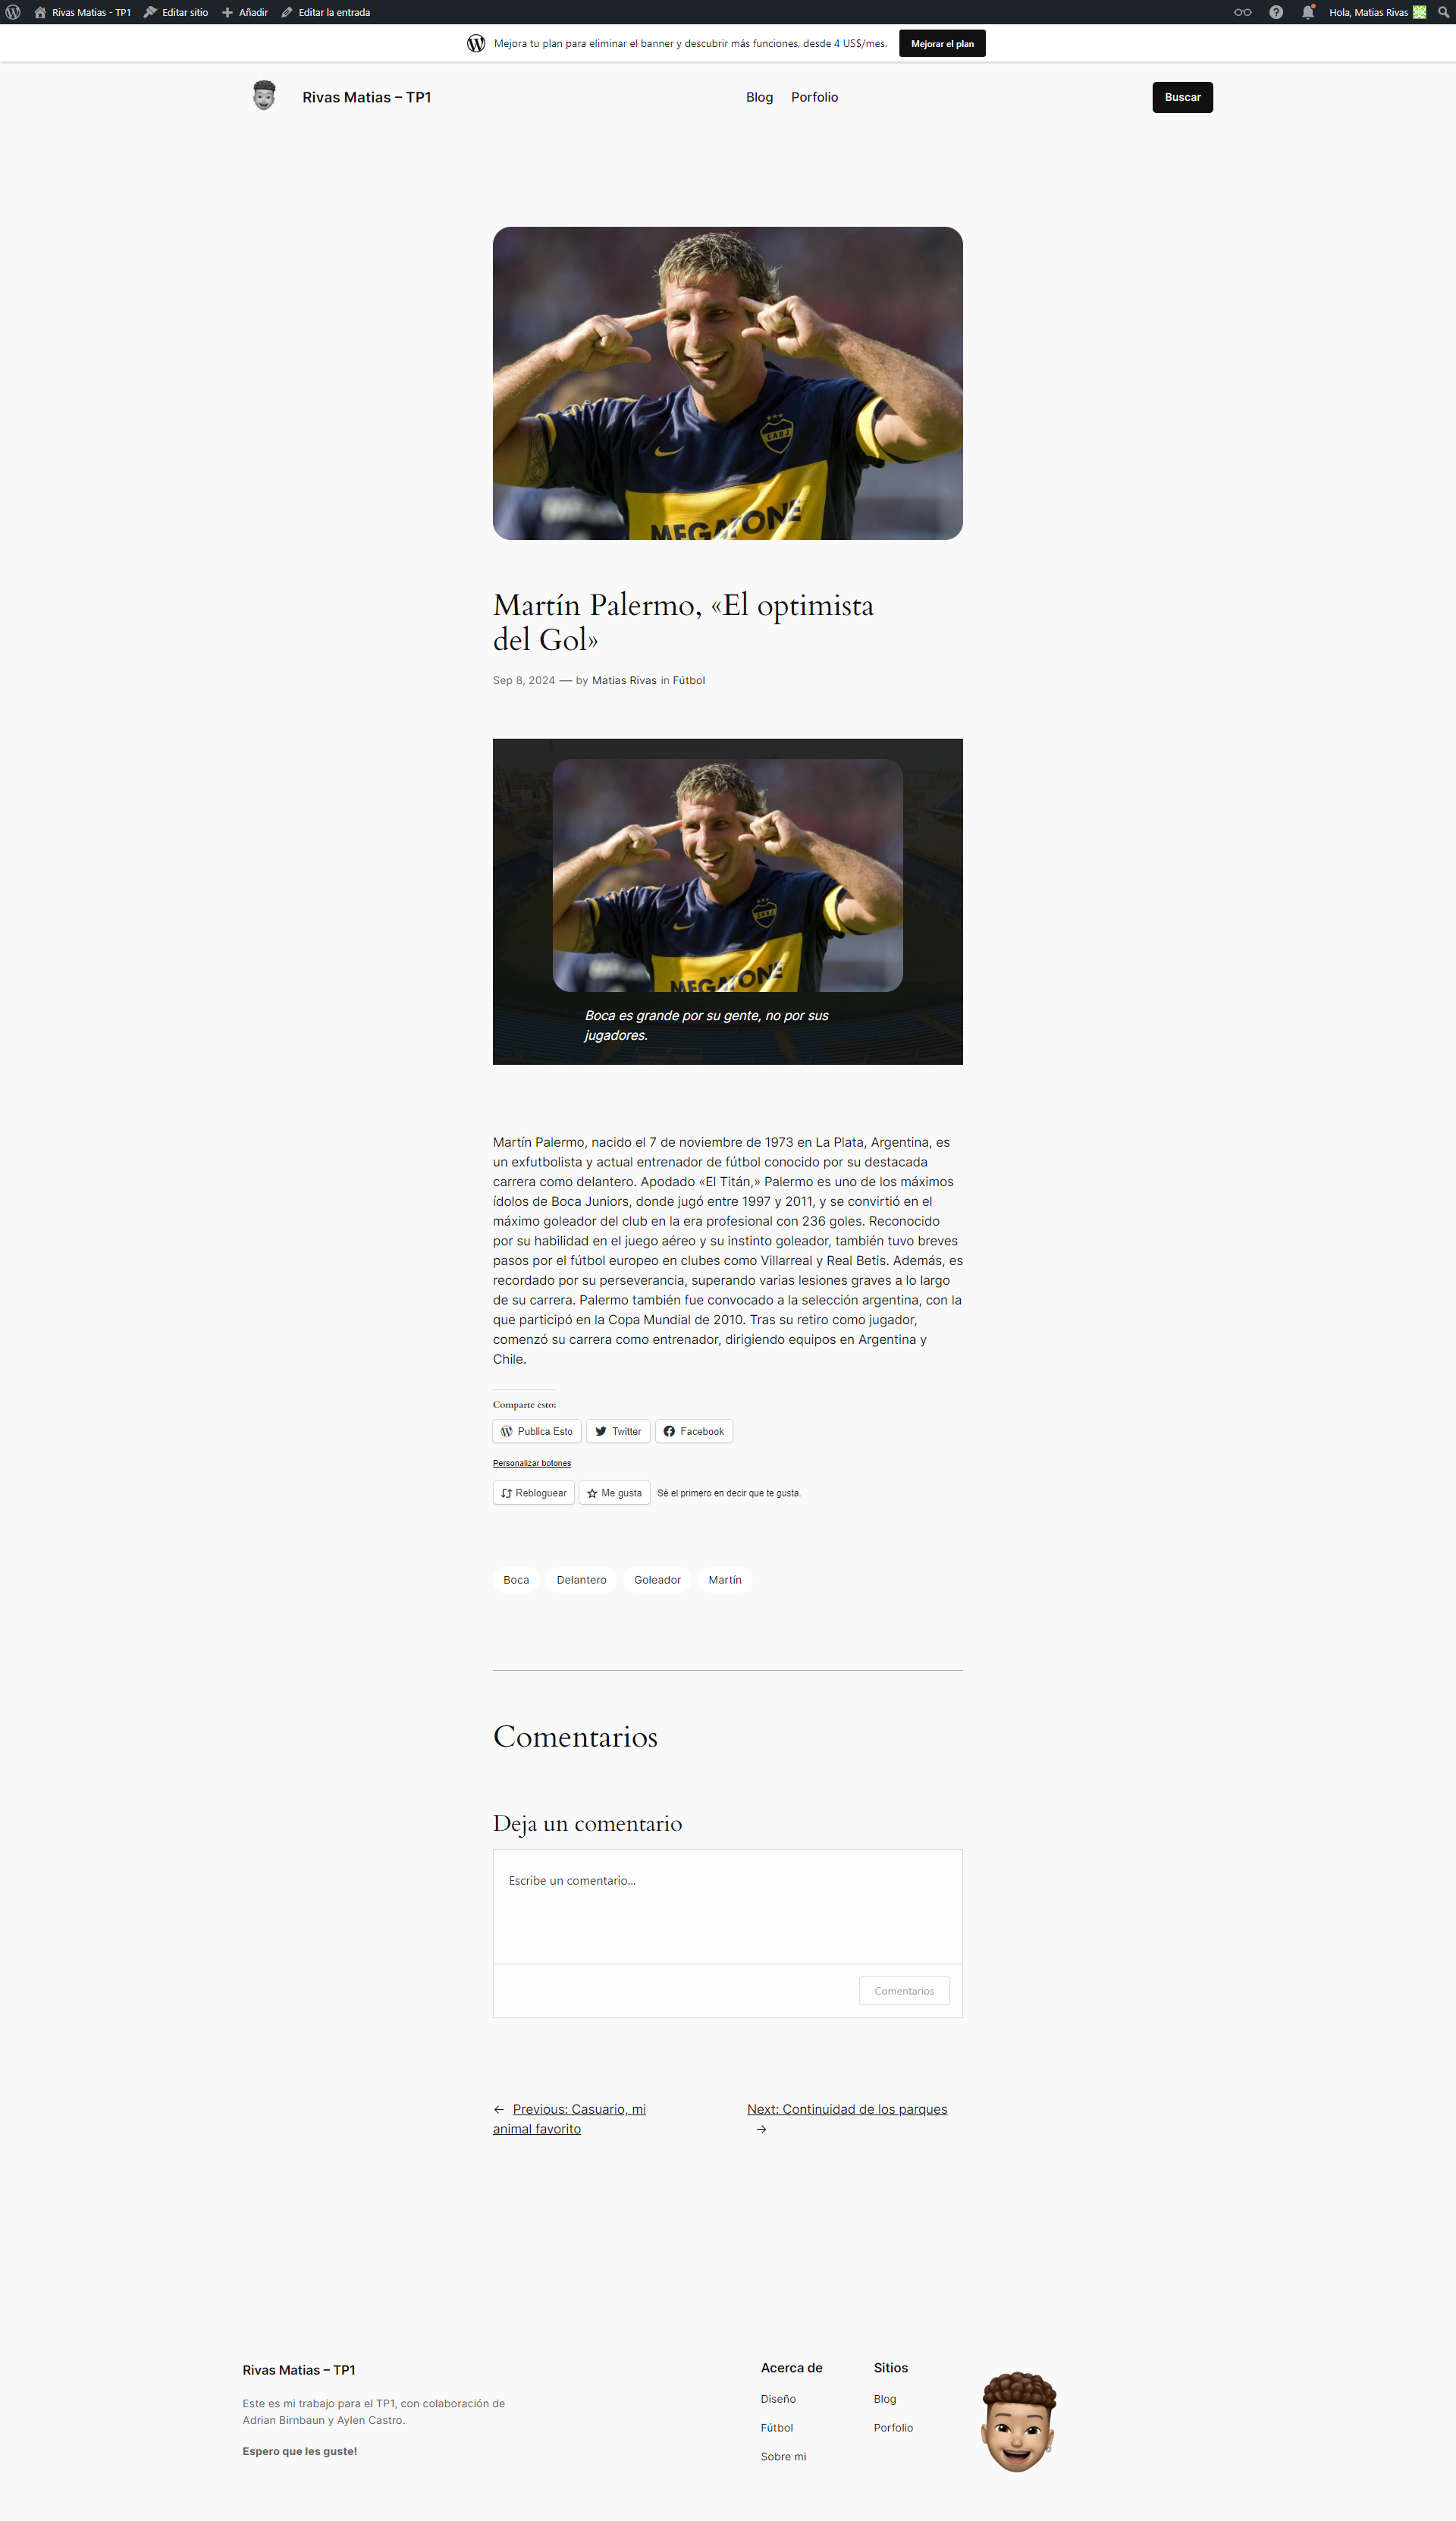 Rivas Matias - TP1 Editar sitio Añadir Editar la entrada Hola, Matias Rivas
Mejora tu plan para eliminar el banner y descubrir más funciones, desde 4 US$/mes. Mejorar el plan
Rivas Matias – TP1 Blog Porfolio Buscar
CABJ
MEGATONE
Martín Palermo, «El optimista
del Gol»
Sep 8, 2024 — by Matias Rivas in Fútbol
CABJ
MEGATONE
Boca es grande por su gente, no por sus
jugadores.
Martín Palermo, nacido el 7 de noviembre de 1973 en La Plata, Argentina, es
un exfutbolista y actual entrenador de fútbol conocido por su destacada
carrera como delantero. Apodado «El Titán,» Palermo es uno de los máximos
ídolos de Boca Juniors, donde jugó entre 1997 y 2011, y se convirtió en el
máximo goleador del club en la era profesional con 236 goles. Reconocido
por su habilidad en el juego aéreo y su instinto goleador, también tuvo breves
pasos por el fútbol europeo en clubes como Villarreal y Real Betis. Además, es
recordado por su perseverancia, superando varias lesiones graves a lo largo
de su carrera. Palermo también fue convocado a la selección argentina, con la
que participó en la Copa Mundial de 2010. Tras su retiro como jugador,
comenzó su carrera como entrenador, dirigiendo equipos en Argentina y
Chile.
Comparte esto:
Publica Esto Twitter Facebook
Personalizar botones
Rebloguear Me gusta Sé el primero en decir que te gusta.
Boca Delantero Goleador Martín
Comentarios
Deja un comentario
Escribe un comentario...
Comentarios
← Previous: Casuario, mi
animal favorito
Next: Continuidad de los parques
→
Rivas Matias – TP1
Este es mi trabajo para el TP1, con colaboración de
Adrian Birnbaun y Aylen Castro.
Espero que les guste!
Acerca de
Diseño
Fútbol
Sobre mi
Sitios
Blog
Porfolio